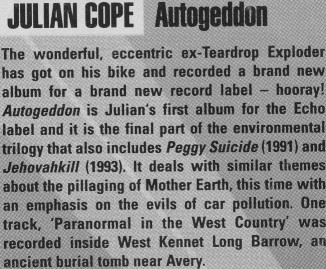 JULIAN COPE Autogeddon
The wonderful, eccentric ex-Teardrop Exploder
has got on his bike and recorded a brand new
album for a brand new record label – hooray!
Autogeddon is Julian's first album for the Echo
label and it is the final part of the environmental
trilogy that also includes Peggy Suicide (1991) and
Jehovahkill (1993). It deals with similar themes
about the pillaging of Mother Earth, this time with
an emphasis on the evils of car pollution. One
track, 'Paranormal in the West Country' was
recorded inside West Kennet Long Barrow, an
ancient burial tomb near Avery.